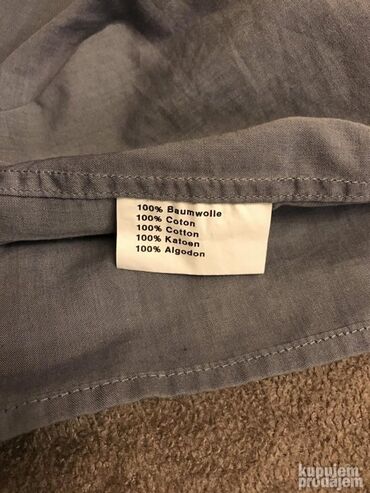 100% Baumwolle
100% Coton
100% Cotton
100% Katoen
100% Algodon
kupujem
prodajem